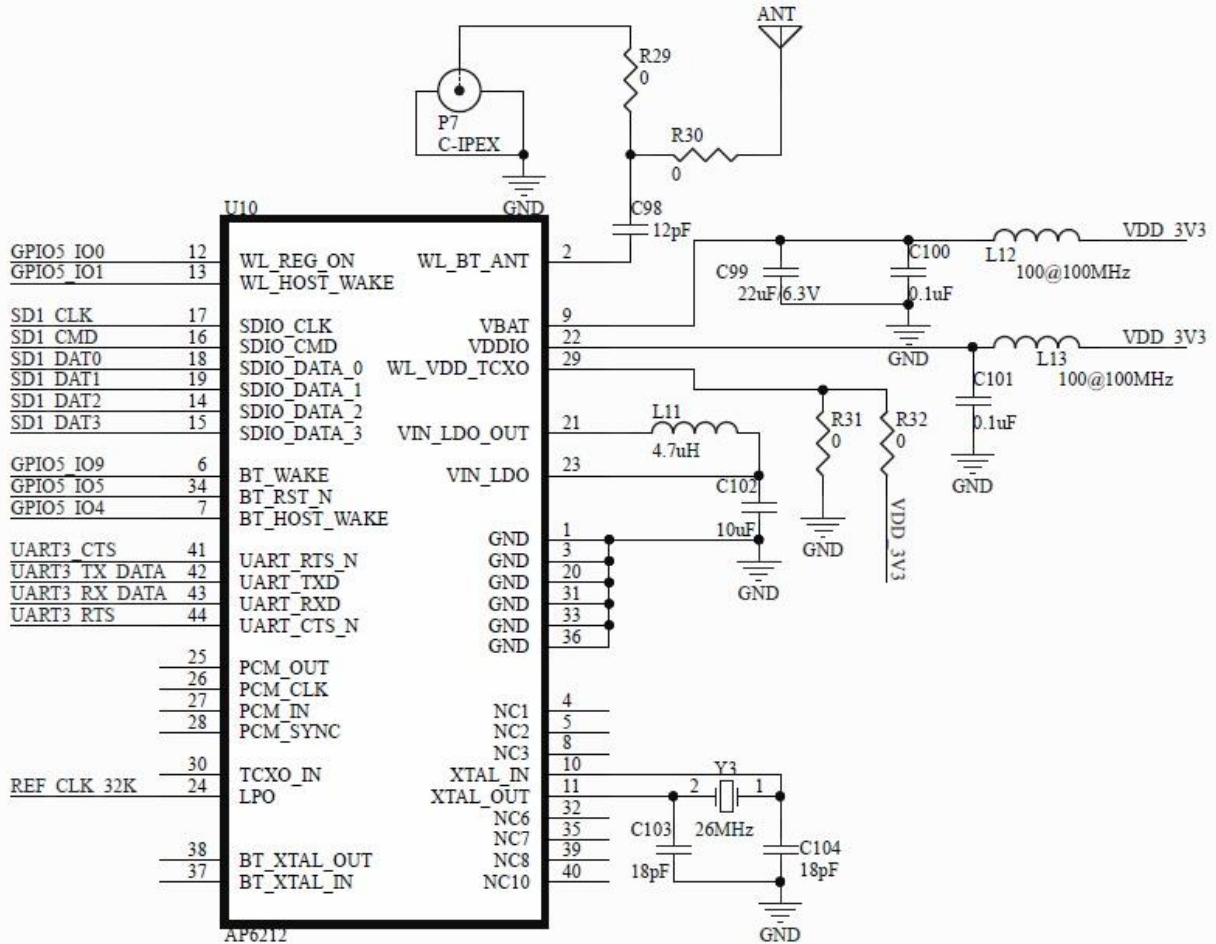 ANT
R29
0
P7
C-IPEX
R30
0
GND
C98
12pF
U10
GPIO5_IO0 12 WL_REG_ON WL_BT_ANT 2
GPIO5_IO1 13 WL_HOST_WAKE
C99
22uF/6.3V
C100
0.1uF
L12
100@100MHz
VDD_3V3
GND
SD1_CLK 17 SDIO_CLK VBAT 9
SD1_CMD 16 SDIO_CMD VDDIO 22
SD1_DAT0 18 SDIO_DATA_0 WL_VDD_TCXO 29
SD1_DAT1 19 SDIO_DATA_1
SD1_DAT2 14 SDIO_DATA_2
SD1_DAT3 15 SDIO_DATA_3 VIN_LDO_OUT 21
VDD_3V3
L13
100@100MHz
C101
0.1uF
GND
L11
4.7uH
R31
0
R32
0
GND
VDD_3V3
GPIO5_IO9 6 BT_WAKE VIN_LDO 23
GPIO5_IO5 34 BT_RST_N
GPIO5_IO4 7 BT_HOST_WAKE
C102
10uF
GND
UART3_CTS 41 UART_RTS_N
UART3_TX_DATA 42 UART_TXD
UART3_RX_DATA 43 UART_RXD
UART3_RTS 44 UART_CTS_N
GND 1
GND 3
GND 20
GND 31
GND 33
GND 36
25 PCM_OUT
26 PCM_CLK
27 PCM_IN
28 PCM_SYNC
NC1 4
NC2 5
NC3 8
30 TCXO_IN XTAL_IN 10
REF_CLK_32K 24 LPO XTAL_OUT 11
NC6 32
NC7 35
38 BT_XTAL_OUT NC8 39
37 BT_XTAL_IN NC10 40
Y3
2 1
26MHz
C103
18pF
C104
18pF
GND
AP6212